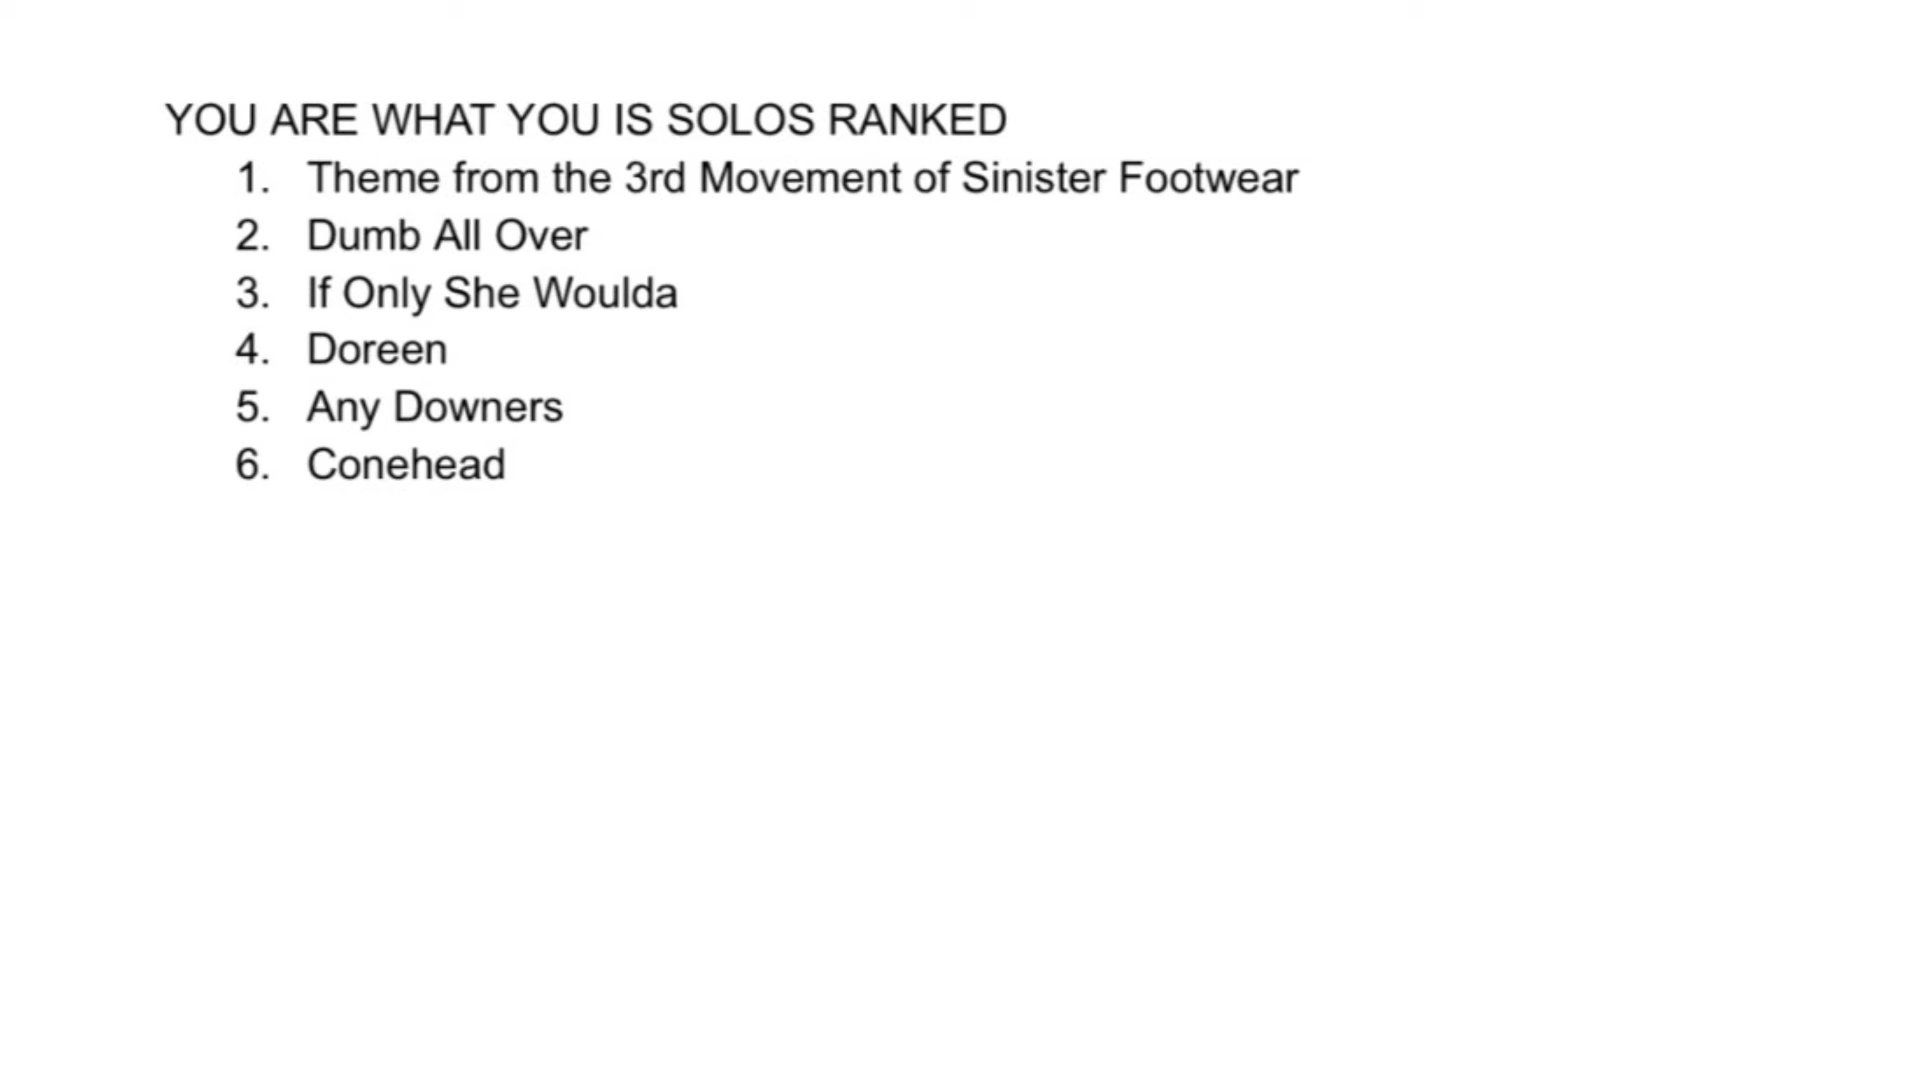 YOU ARE WHAT YOU IS SOLOS RANKED
1. Theme from the 3rd Movement of Sinister Footwear
2. Dumb All Over
3. If Only She Woulda
4. Doreen
5. Any Downers
6. Conehead